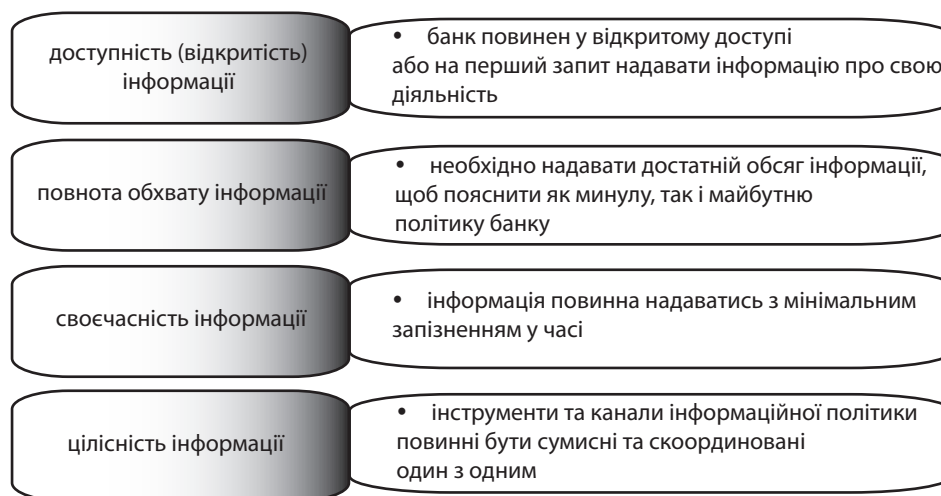 доступність (відкритість)
інформації
• банк повинен у відкритому доступі
або на перший запит надавати інформацію про свою
діяльність
повнота обхвату інформації
• необхідно надавати достатній обсяг інформації,
щоб пояснити як минулу, так і майбутню
політику банку
своєчасність інформації
• інформація повинна надаватись з мінімальним
запізненням у часі
цілісність інформації
• інструменти та канали інформаційної політики
повинні бути сумисні та скоординовані
один з одним